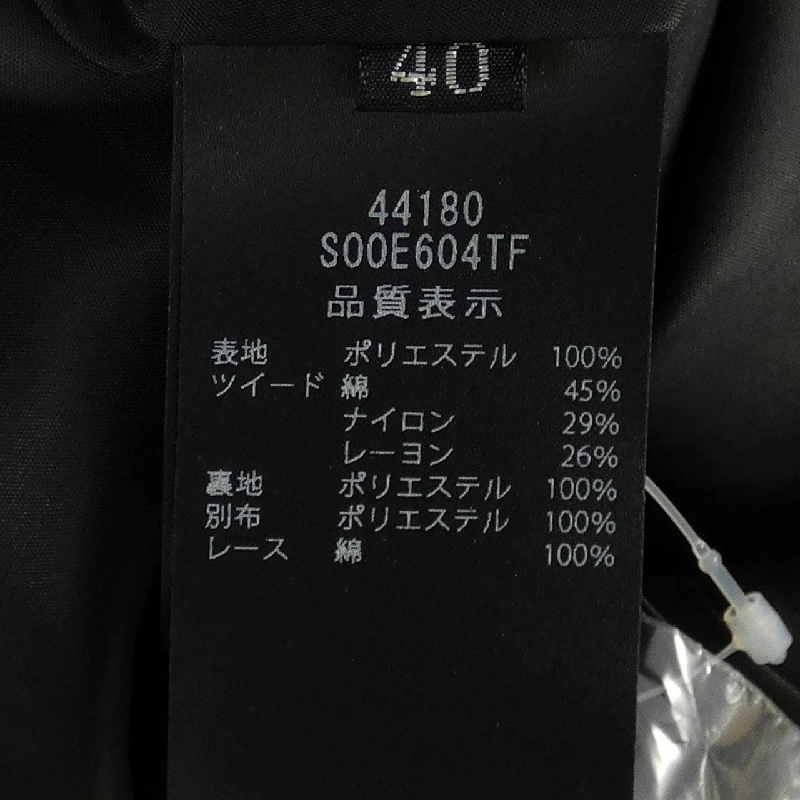 40
44180
S00E604TF
品質表示
表地 ポリエステル 100%
ツイード 綿 45%
ナイロン 29%
レーヨン 26%
裏地 ポリエステル 100%
別布 ポリエステル 100%
レース 綿 100%